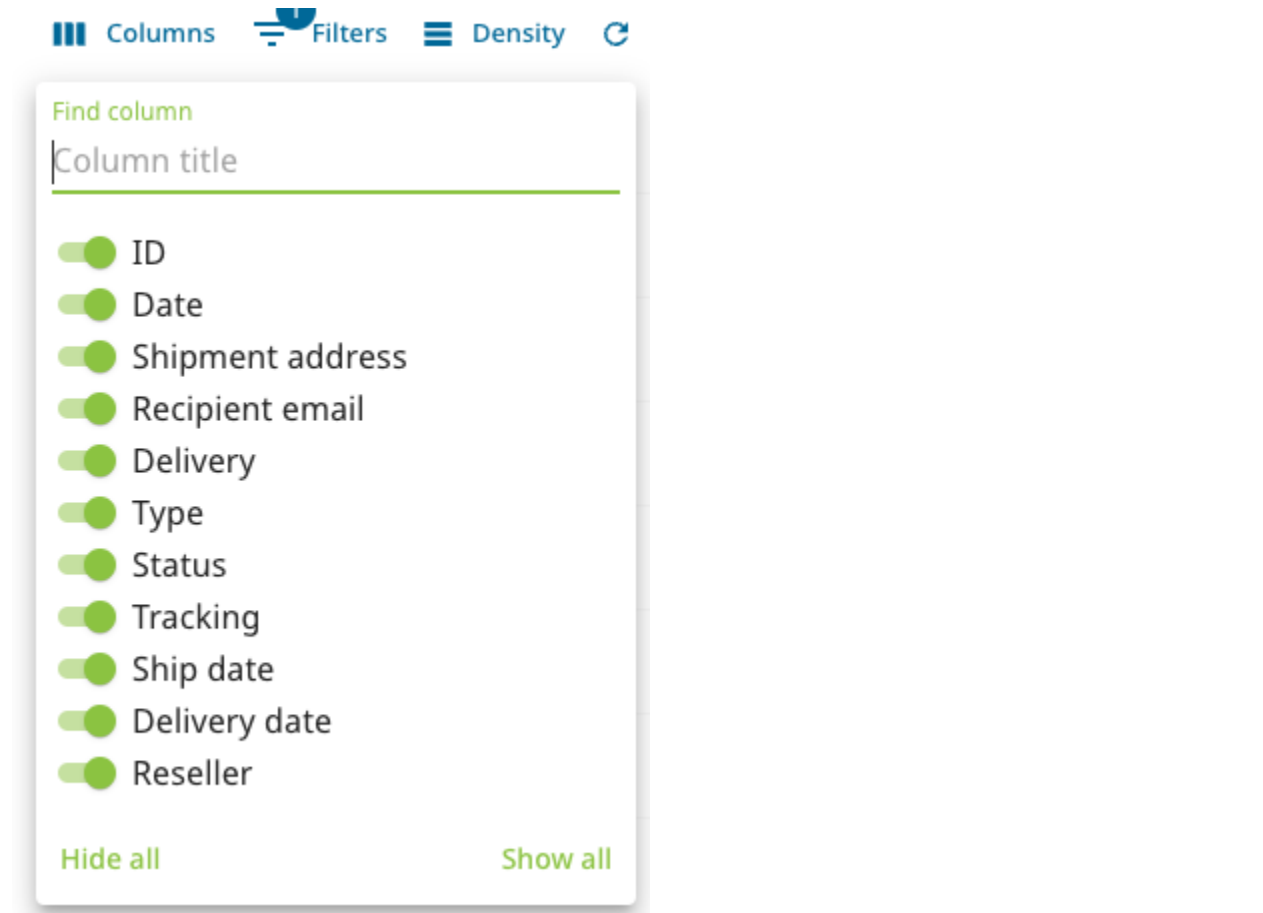 Columns Filters Density
Find column
Column title
ID
Date
Shipment address
Recipient email
Delivery
Type
Status
Tracking
Ship date
Delivery date
Reseller
Hide all Show all